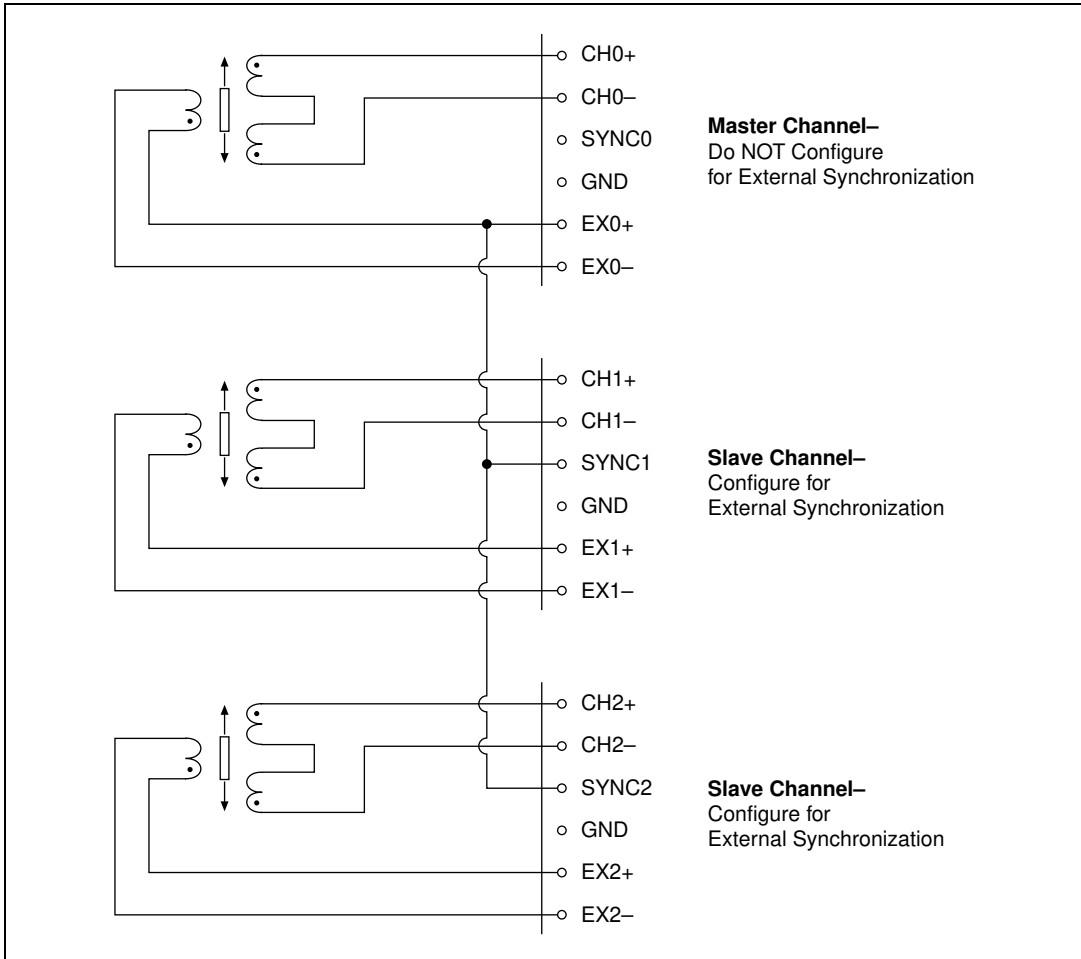 CH0+
CH0–
SYNC0
GND
EX0+
EX0–
Master Channel–
Do NOT Configure
for External Synchronization
CH1+
CH1–
SYNC1
GND
EX1+
EX1–
Slave Channel–
Configure for
External Synchronization
CH2+
CH2–
SYNC2
GND
EX2+
EX2–
Slave Channel–
Configure for
External Synchronization